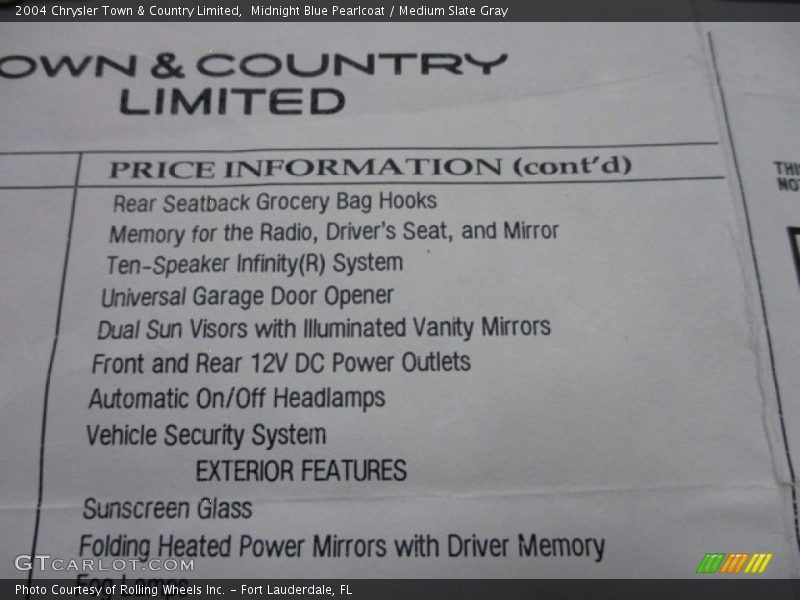 2004 Chrysler Town & Country Limited, Midnight Blue Pearlcoat / Medium Slate Gray
OWN & COUNTRY
LIMITED
PRICE INFORMATION (cont'd)
THIS
NOT
Rear Seatback Grocery Bag Hooks
Memory for the Radio, Driver's Seat, and Mirror
Ten-Speaker Infinity(R) System
Universal Garage Door Opener
Dual Sun Visors with Illuminated Vanity Mirrors
Front and Rear 12V DC Power Outlets
Automatic On/Off Headlamps
Vehicle Security System
EXTERIOR FEATURES
Sunscreen Glass
Folding Heated Power Mirrors with Driver Memory
GTCARLOT.COM
Fog Lamps
Photo Courtesy of Rolling Wheels Inc. - Fort Lauderdale, FL